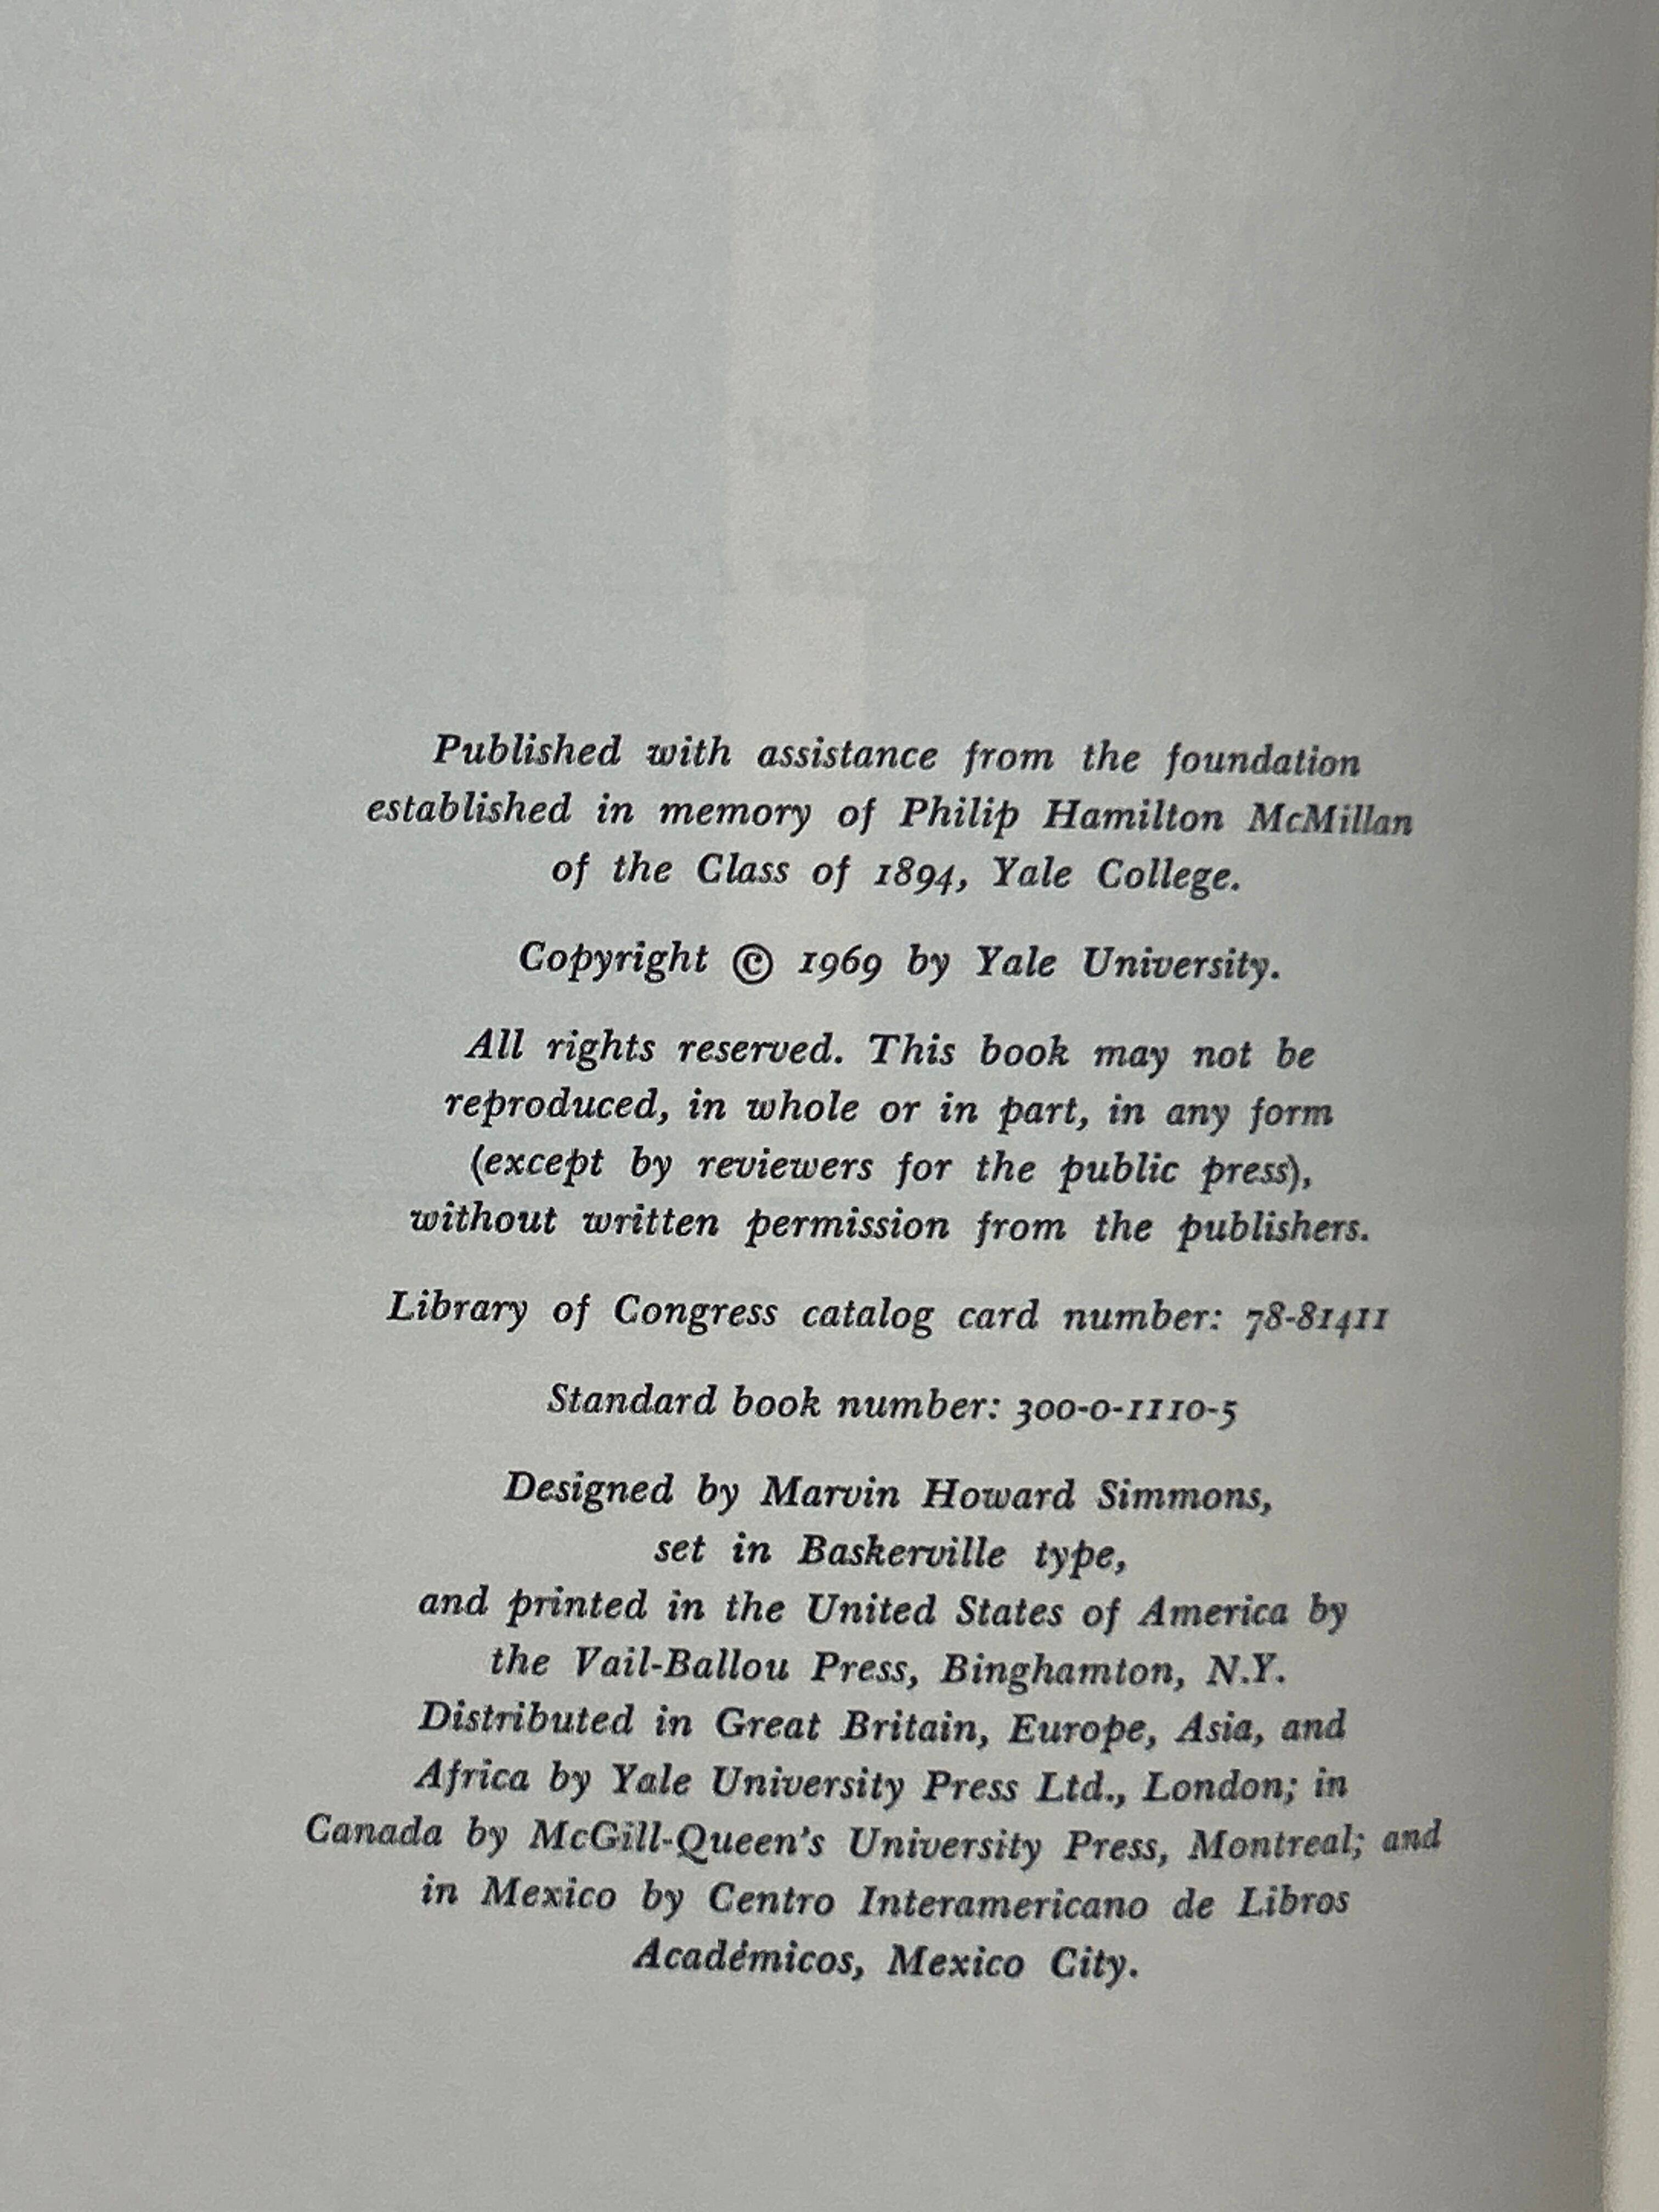 Published with assistance from the foundation
established in memory of Philip Hamilton McMillan
of the Class of 1894, Yale College.
Copyright © 1969 by Yale University.
All rights reserved. This book may not be
reproduced, in whole or in part, in any form
(except by reviewers for the public press),
without written permission from the publishers.
Library of Congress catalog card number: 78-81411
Standard book number: 300-0-1110-5
Designed by Marvin Howard Simmons,
set in Baskerville type,
and printed in the United States of America by
the Vail-Ballou Press, Binghamton, N.Y.
Distributed in Great Britain, Europe, Asia, and
Africa by Yale University Press Ltd., London; in
Canada by McGill-Queen's University Press, Montreal; and
in Mexico by Centro Interamericano de Libros
Académicos, Mexico City.